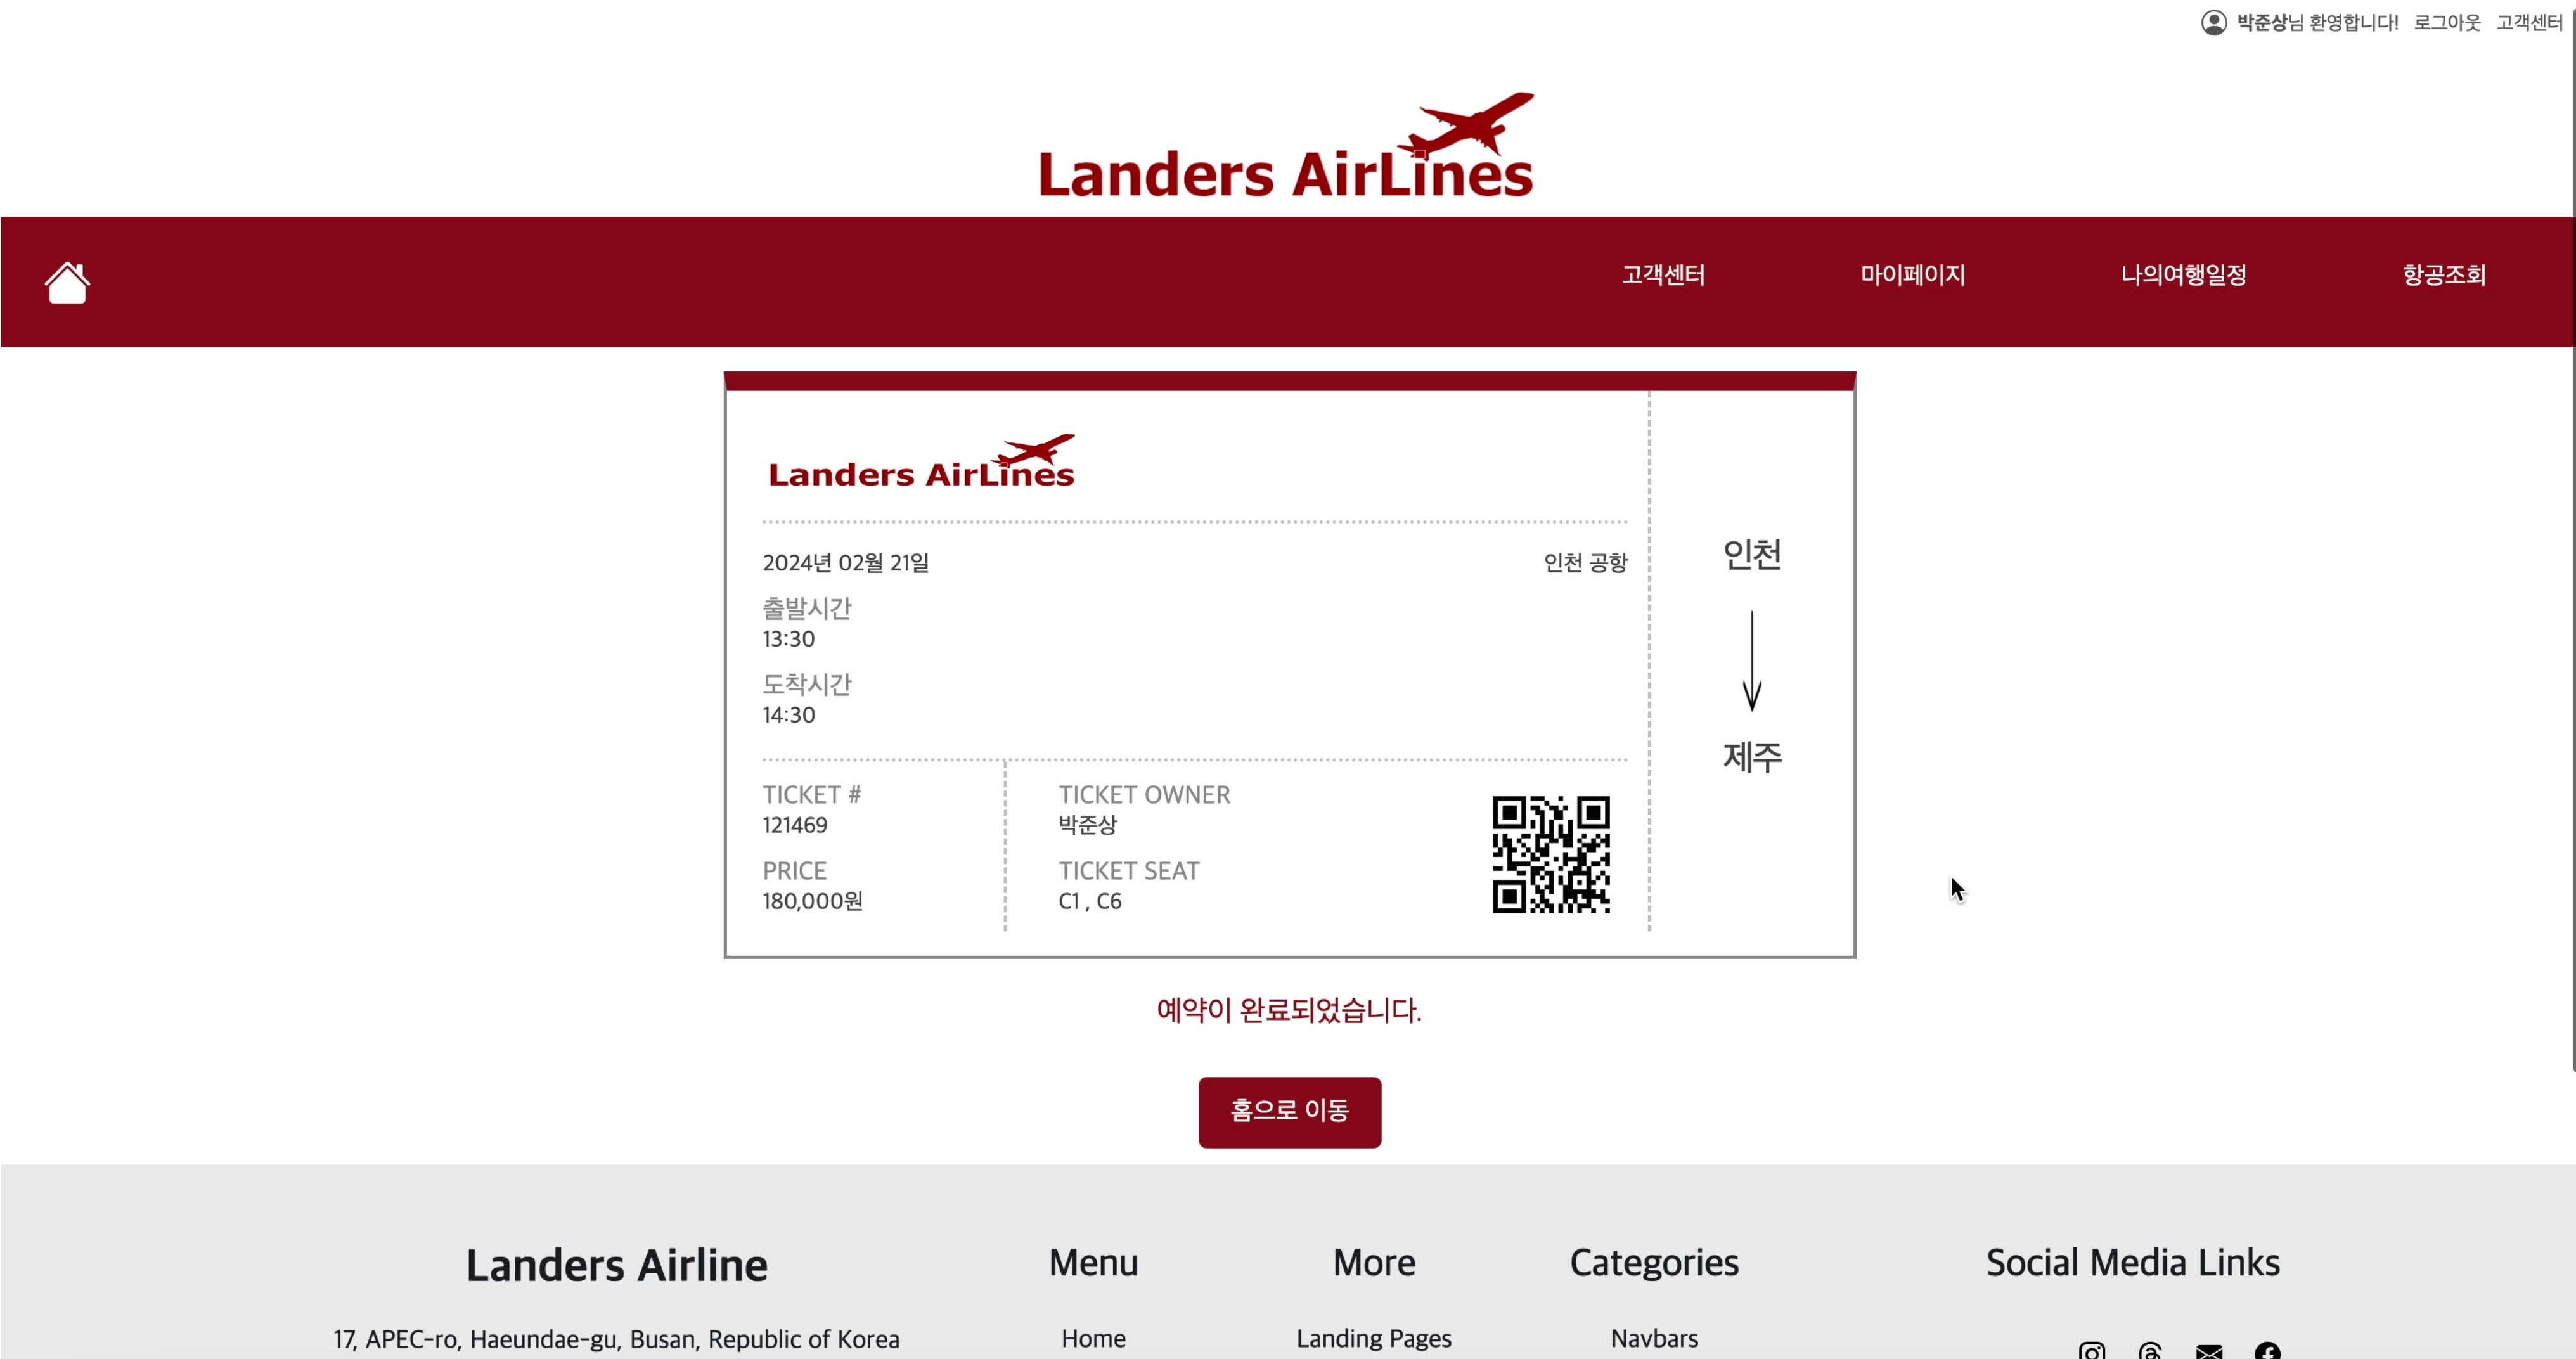 박준상님 환영합니다! 로그아웃 고객센터
Landers AirLines
고객센터 마이페이지 나의여행일정 항공조회
Landers AirLines
2024년 02월 21일 인천 공항
출발시간
13:30
도착시간
14:30
인천
제주
TICKET # TICKET OWNER
121469 박준상
PRICE TICKET SEAT
180,000원 C1 , C6
예약이 완료되었습니다.
홈으로 이동
Landers Airline Menu More Categories Social Media Links
17, APEC-ro, Haeundae-gu, Busan, Republic of Korea Home Landing Pages Navbars